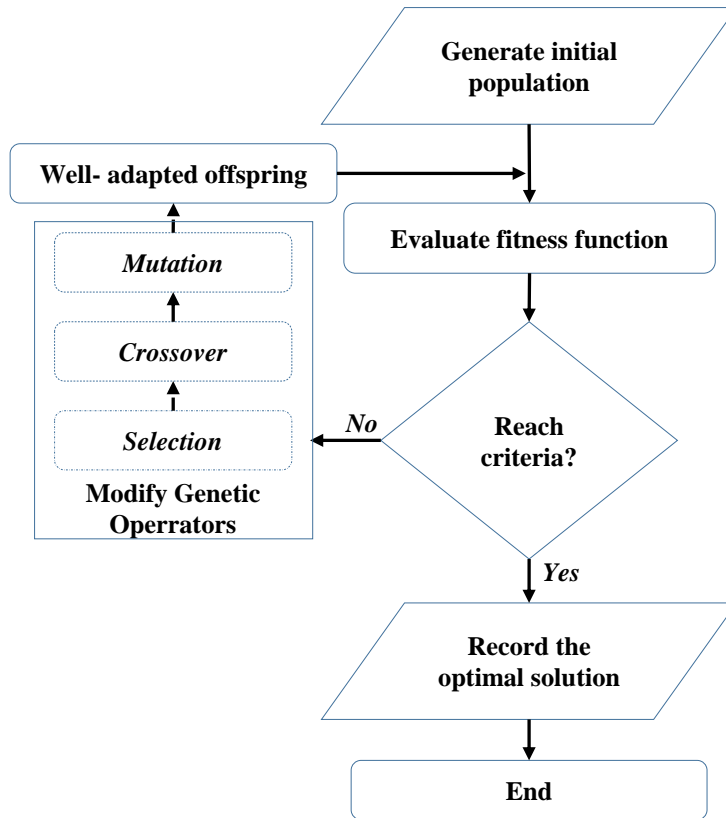 Generate initial
population
Well- adapted offspring
Evaluate fitness function
Mutation
Crossover
Selection
Modify Genetic
Operrators
No
Reach
criteria?
Yes
Record the
optimal solution
End